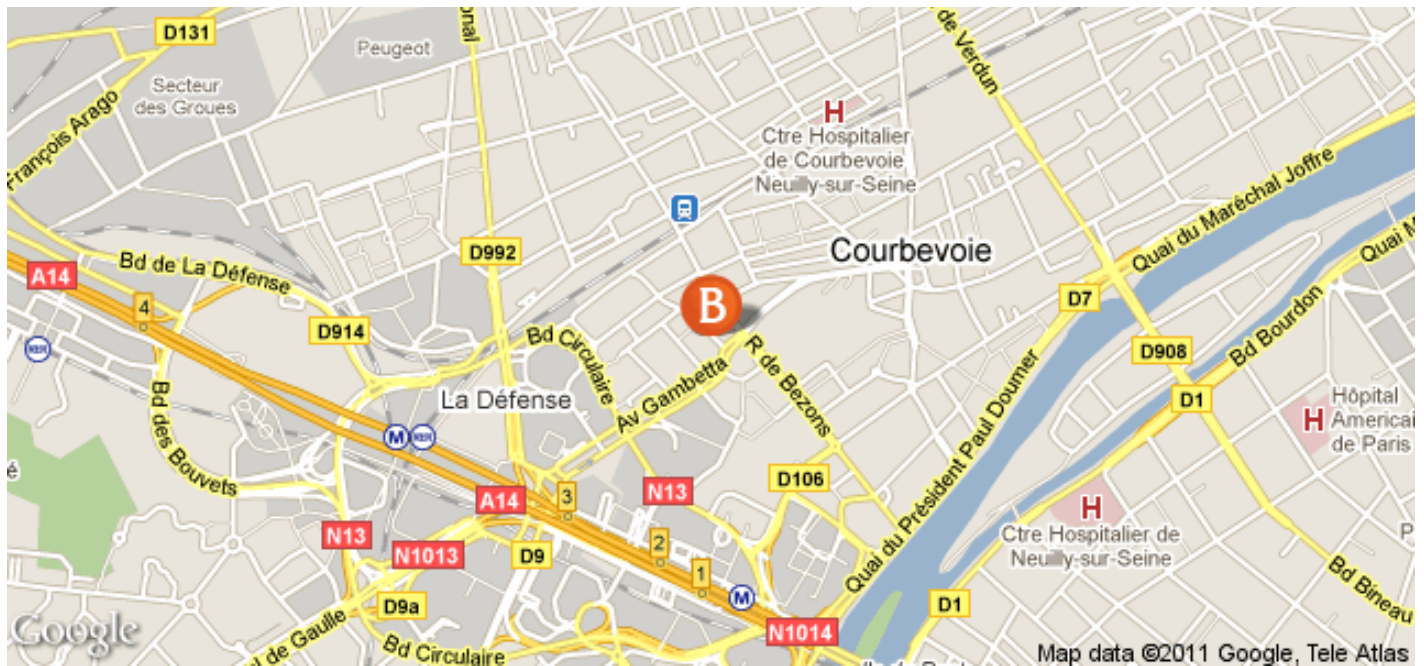 D131
Peugeot
Secteur
des Groues
François Arago
onal
de Verdun
H
Ctre Hospitalier
de Courbevoie
sur-Seine
Quai du Maréchal Joffre
Courbevoie
Quai M
Bd de La Défense
D992
A14
4
D914
B
D7
Bd Circulaire
R de Bezons
Av Gambetta
La Défense
Bd Bourdon
D908
D1
H
Hôpital
Americai
de Paris
M
RER
RER
Bd des Bouvets
é
Quai du Président Paul Doumer
D106
A14
3
N13
H
Ctre Hospitalier de
sur-Seine
N13
N1013
D9
2
1
M
Bd Bineau
D9a
D1
Google
l de Gaulle
Bd Circulaire
N1014
Map data ©2011 Google, Tele Atlas